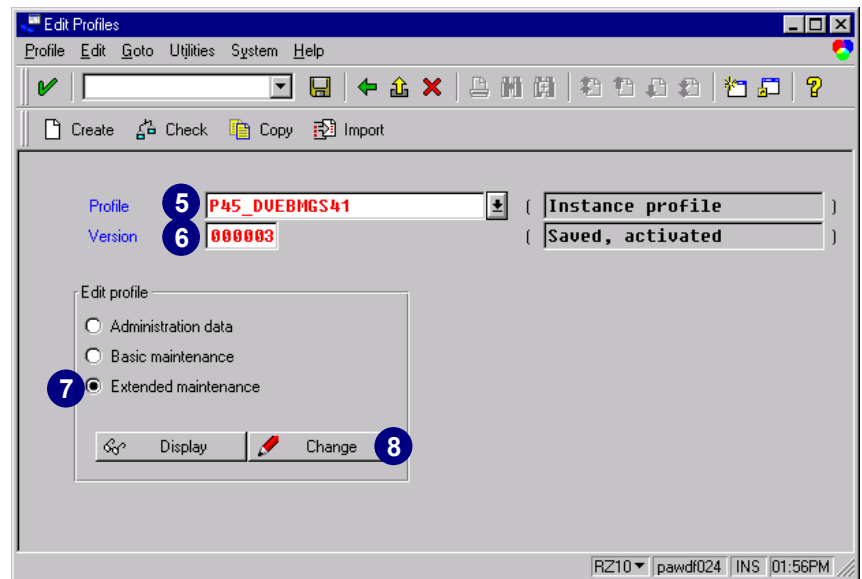 Edit Profiles
Profile Edit Goto Utilities System Help
Create Check Copy Import
Profile 5 P45_DVEBMGS41 ( Instance profile )
Version 6 000003 ( Saved, activated )
Edit profile
Administration data
Basic maintenance
7 Extended maintenance
Display Change 8
RZ10 pawdf024 INS 01:56PM